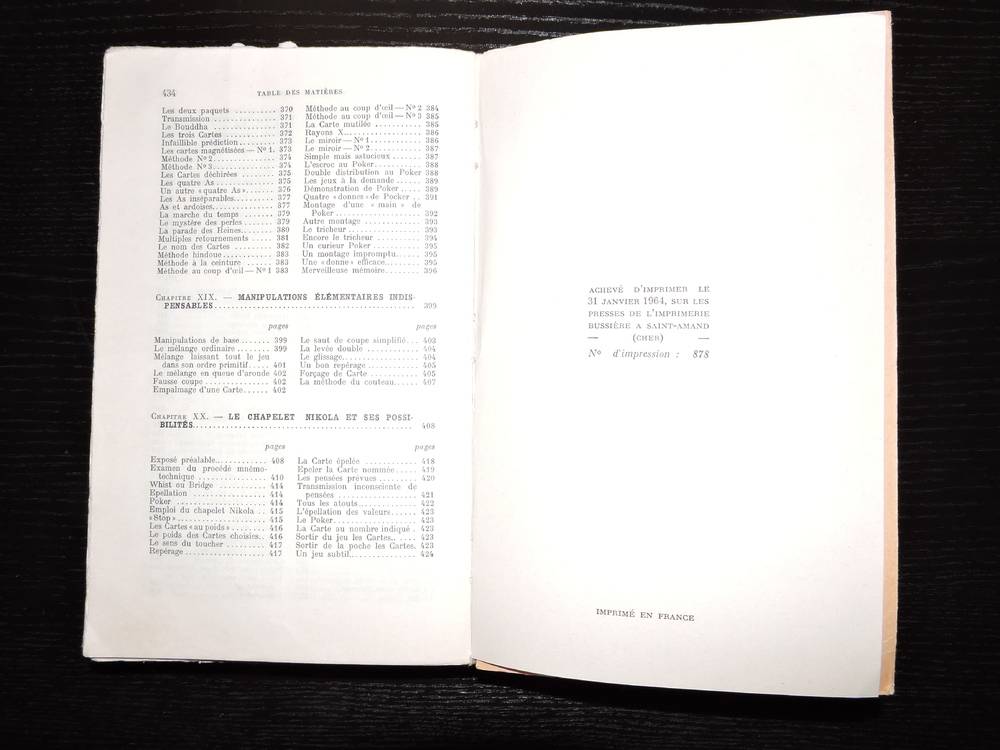 434
TABLE DES MATIÈRES
Les deux paquets .......... 370
Transmission .............. 371
Le Bouddha ................ 371
Les trois Cartes .......... 372
Infaillible prédiction...... 373
Les cartes magnétisées — Nº 1. 373
Méthode Nº 2............... 374
Méthode Nº 3............... 374
Les Cartes déchirées ...... 375
Les quatre As.............. 375
Un autre « quatre As »....... 376
Les As inséparables........ 377
As et ardoises............. 377
La marche du temps ....... 379
Le mystère des perles ...... 379
La parade des Reines....... 380
Multiples retournements ..... 381
Le nom des Cartes ........ 382
Méthode hindoue........... 383
Méthode à la ceinture ...... 383
Méthode au coup d'œil — Nº 1 383
Méthode au coup d'œil — Nº 2 384
Méthode au coup d'œil — Nº 3 385
La Carte mutilée .......... 385
Rayons X.................. 386
Le miroir — Nº 1........... 386
Le miroir — Nº 2........... 387
Simple mais astucieux ...... 387
L'escroc au Poker.......... 388
Double distribution au Poker 388
Les jeux à la demande ..... 389
Démonstration de Poker ..... 389
Quatre « donnes » de Pocker .. 391
Montage d'une « main » de
Poker .................... 392
Autre montage ............ 393
Le tricheur ................ 393
Encore le tricheur ......... 394
Un curieur Poker .......... 395
Un montage impromptu..... 395
Une « donne » efficace....... 395
Merveilleuse mémoire....... 396
CHAPITRE XIX. — MANIPULATIONS ÉLÉMENTAIRES INDIS-
PENSABLES.......................................... 399
pages
Manipulations de base....... 399
Le mélange ordinaire ....... 399
Mélange laissant tout le jeu
dans son ordre primitif..... 401
Le mélange en queue d'aronde 402
Fausse coupe .............. 402
Empalmage d'une Carte...... 402
pages
Le saut de coupe simplifié... 403
La levée double ........... 404
Le glissage................. 404
Un bon repérage .......... 405
Forçage de Carte .......... 405
La méthode du couteau...... 407
CHAPITRE XX. — LE CHAPELET NIKOLA ET SES POSSI-
BILITÉS............................................. 408
pages
Exposé préalable............ 408
Examen du procédé mnémo-
technique ................ 410
Whist ou Bridge .......... 414
Epellation ................ 414
Poker .................... 414
Emploi du chapelet Nikola .. 415
« Stop » .................... 415
Les Cartes « au poids » ....... 416
Le poids des Cartes choisies.. 416
Le sens du toucher ......... 417
Repérage .................. 417
pages
La Carte épelée ........... 418
Epeler la Carte nommée..... 419
Les pensées prévues ........ 420
Transmission inconsciente de
pensées .................. 421
Tous les atouts............. 422
L'épellation des valeurs...... 423
Le Poker................... 423
La Carte au nombre indiqué . 423
Sortir du jeu les Cartes.. .... 423
Sortir de la poche les Cartes. 423
Un jeu subtil............... 424
ACHEVÉ D'IMPRIMER LE
31 JANVIER 1964, SUR LES
PRESSES DE L'IMPRIMERIE
BUSSIÈRE A SAINT-AMAND
— (CHER) —
Nº d'impression : 878
IMPRIMÉ EN FRANCE